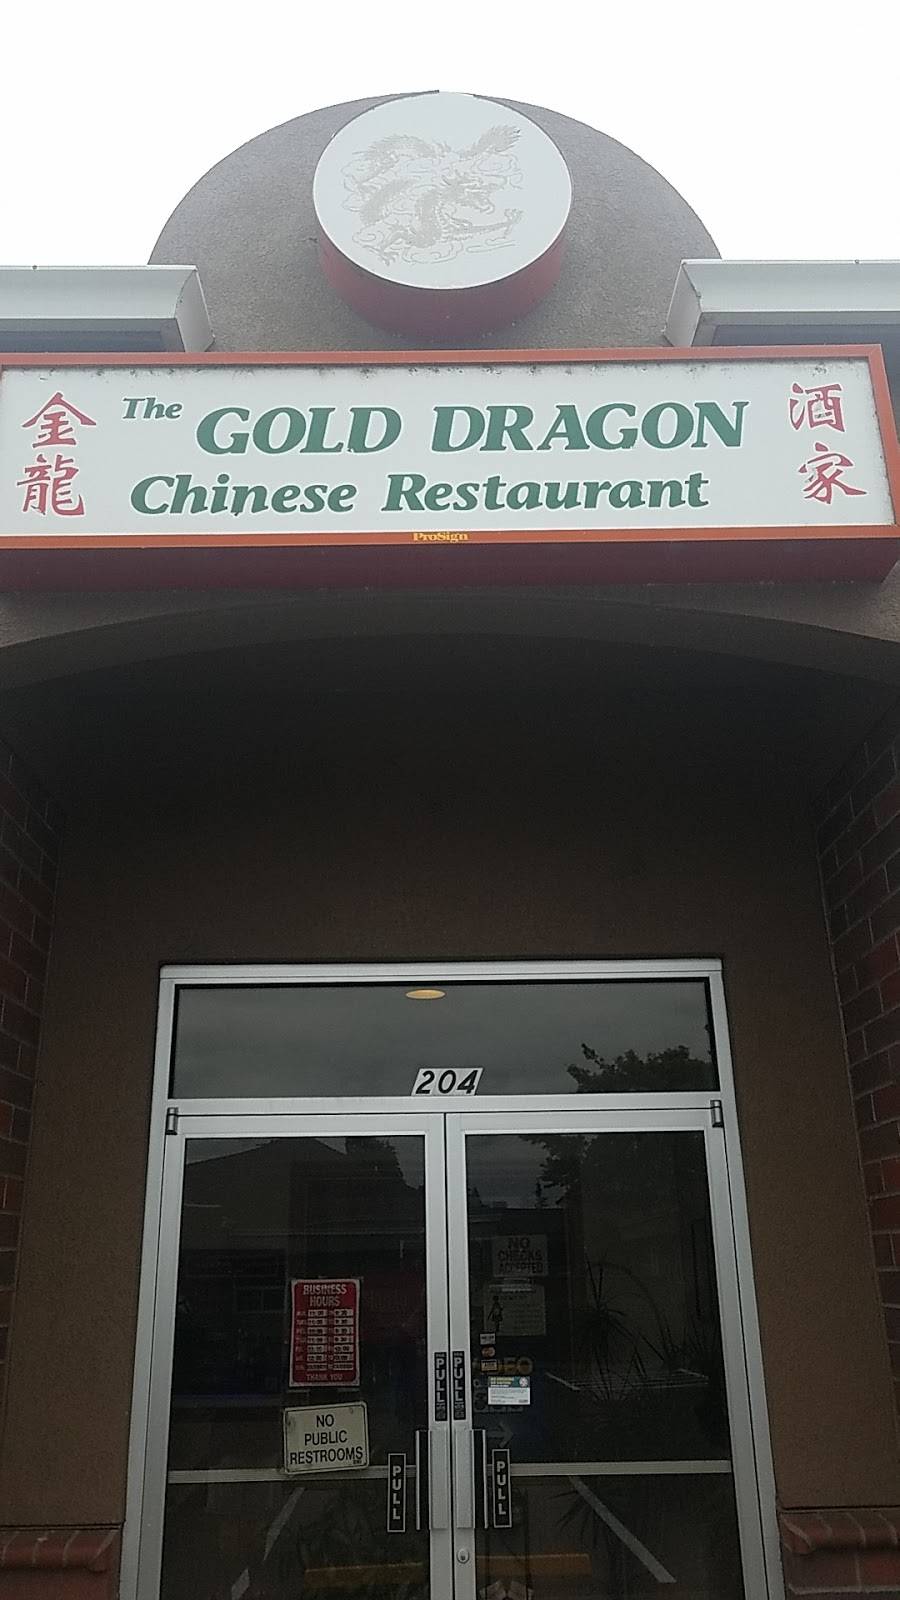 金龍
The GOLD DRAGON
Chinese Restaurant
酒家
ProSign
204
NO
CHECKS
ACCEPTED
BUSINESS
HOURS
THANK YOU
NO
PUBLIC
RESTROOMS
PULL
PULL
PULL
PULL